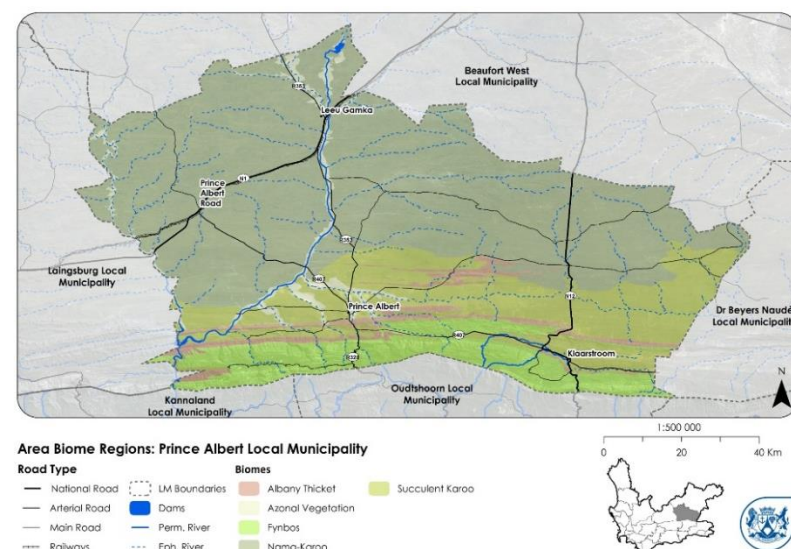 Beaufort West
Local Municipality
R353
Leeu Gamka
Prince
Albert
Road
N1
R353
Laingsburg Local
Municipality
R407
Prince Albert
N12
Dr Beyers Naudé
Local Municipality
Klaarstroom
R328
Kannaland
Local Municipality
Oudtshoorn Local
Municipality
N
1:500 000
0 20 40 Km
Area Biome Regions: Prince Albert Local Municipality
Road Type
Biomes
National Road
LM Boundaries
Albany Thicket
Succulent Karoo
Arterial Road
Dams
Azonal Vegetation
Main Road
Perm. River
Fynbos
Railways
Eph. River
Nama-Karoo